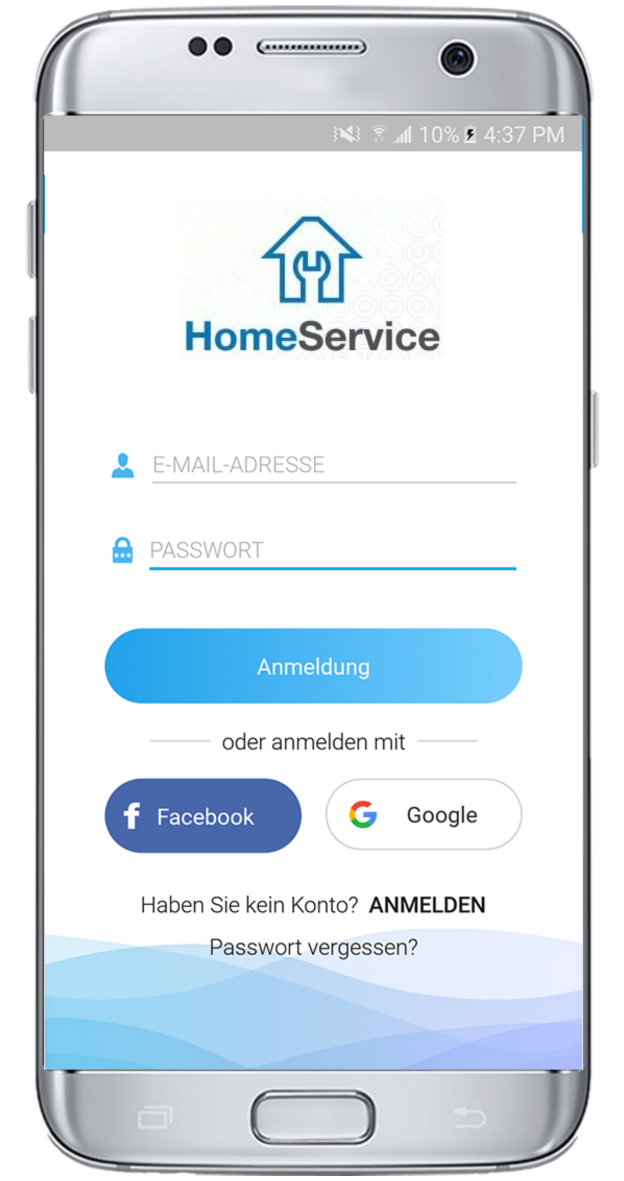 10% 4:37 PM
HomeService
E-MAIL-ADRESSE
PASSWORT
Anmeldung
oder anmelden mit
f Facebook
G Google
Haben Sie kein Konto? ANMELDEN
Passwort vergessen?